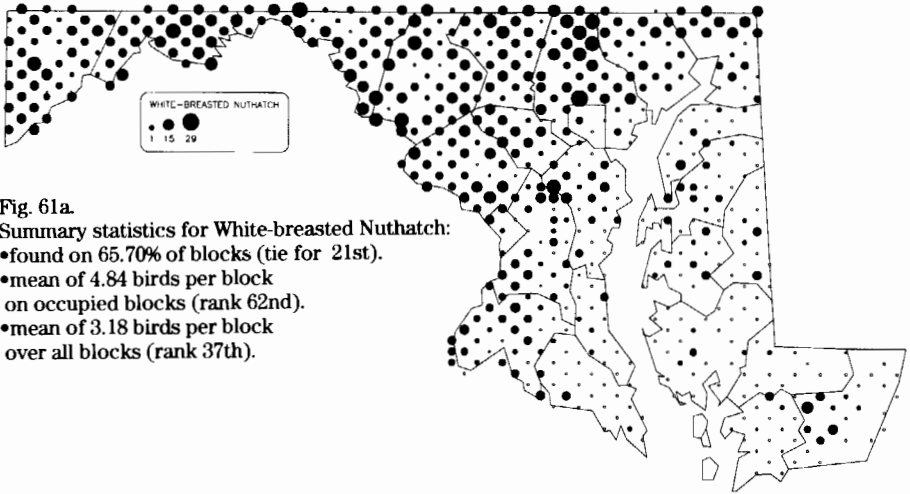 WHITE-BREASTED NUTHATCH
1 15 29
Fig. 61a.
Summary statistics for White-breasted Nuthatch:
•found on 65.70% of blocks (tie for 21st).
•mean of 4.84 birds per block
on occupied blocks (rank 62nd).
•mean of 3.18 birds per block
over all blocks (rank 37th).